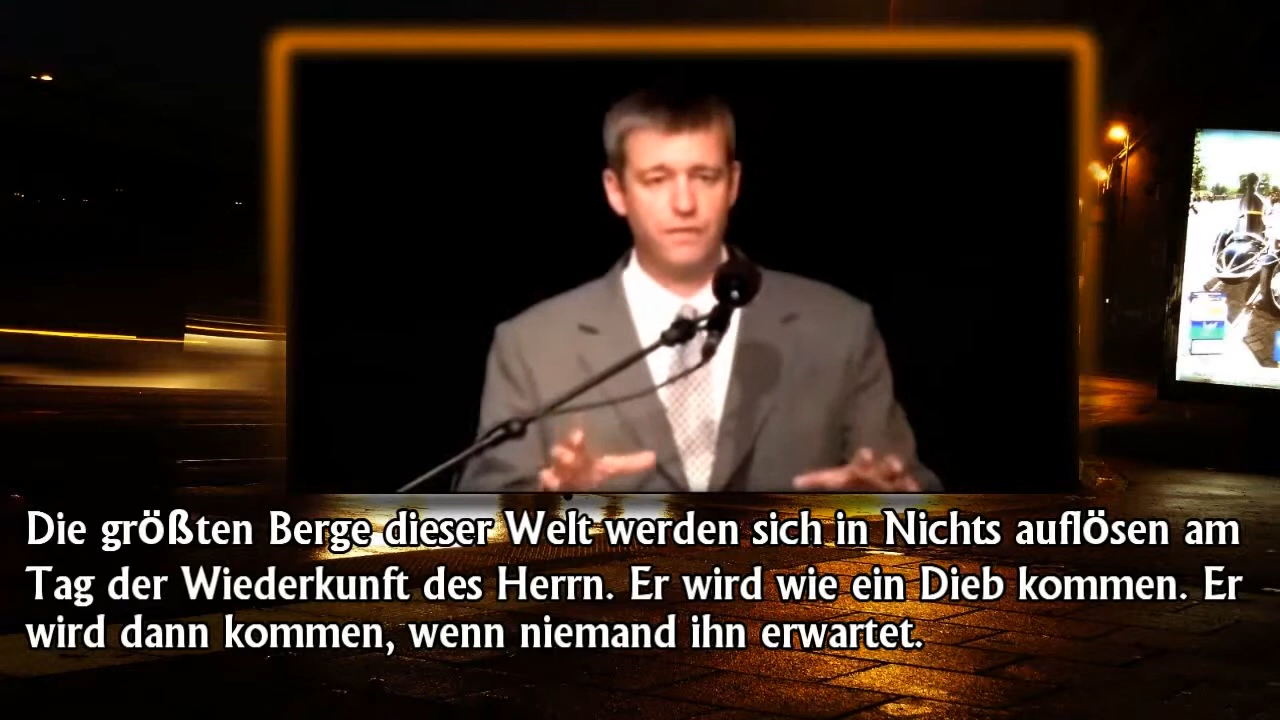 Die größten Berge dieser Welt werden sich in Nichts auflösen am
Tag der Wiederkunft des Herrn. Er wird wie ein Dieb kommen. Er
wird dann kommen, wenn niemand ihn erwartet.